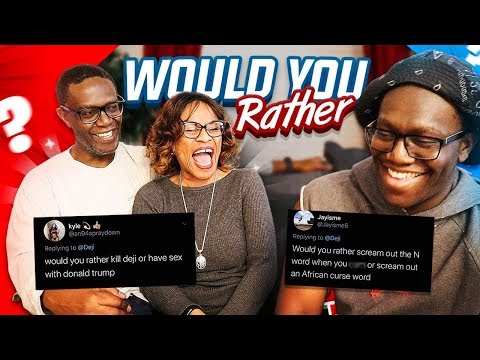 WOULD YOU
Rather
?
kyle
@an94spraydown
Replying to @Deji
would you rather kill deji or have sex
with donald trump
Jayisme
@Jayisme6
Replying to @Deji
Would you rather scream out the N
word when you or scream out
an African curse word